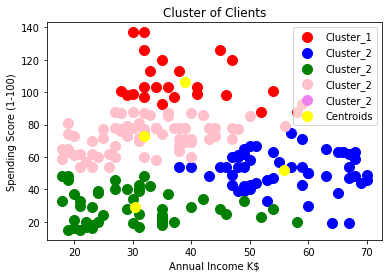 Cluster of Clients
140
120
100
80
60
40
20
Spending Score (1-100)
20
30
40
50
60
70
Annual Income K$
Cluster_1
Cluster_2
Cluster_2
Cluster_2
Cluster_2
Centroids